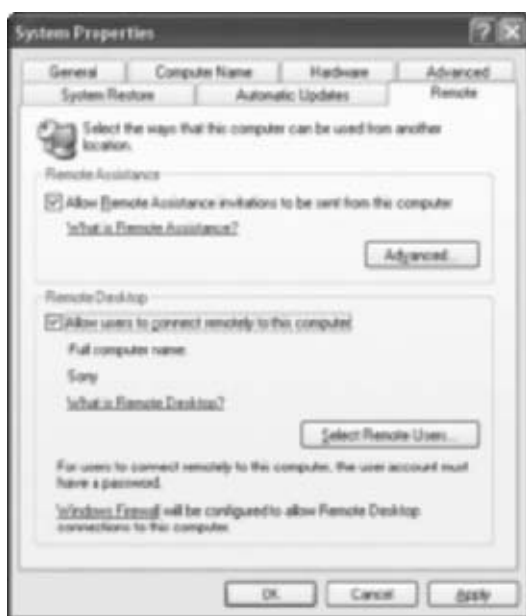 System Properties
General Computer Name Hardware Advanced
System Restore Automatic Updates Remote
Select the ways that this computer can be used from another
location.
Remote Assistance
Allow Remote Assistance invitations to be sent from this computer
What is Remote Assistance?
Advanced...
Remote Desktop
Allow users to connect remotely to this computer
Full computer name:
Sony
What is Remote Desktop?
Select Remote Users...
For users to connect remotely to this computer, the user account must
have a password.
Windows Firewall will be configured to allow Remote Desktop
connections to this computer.
OK Cancel Apply